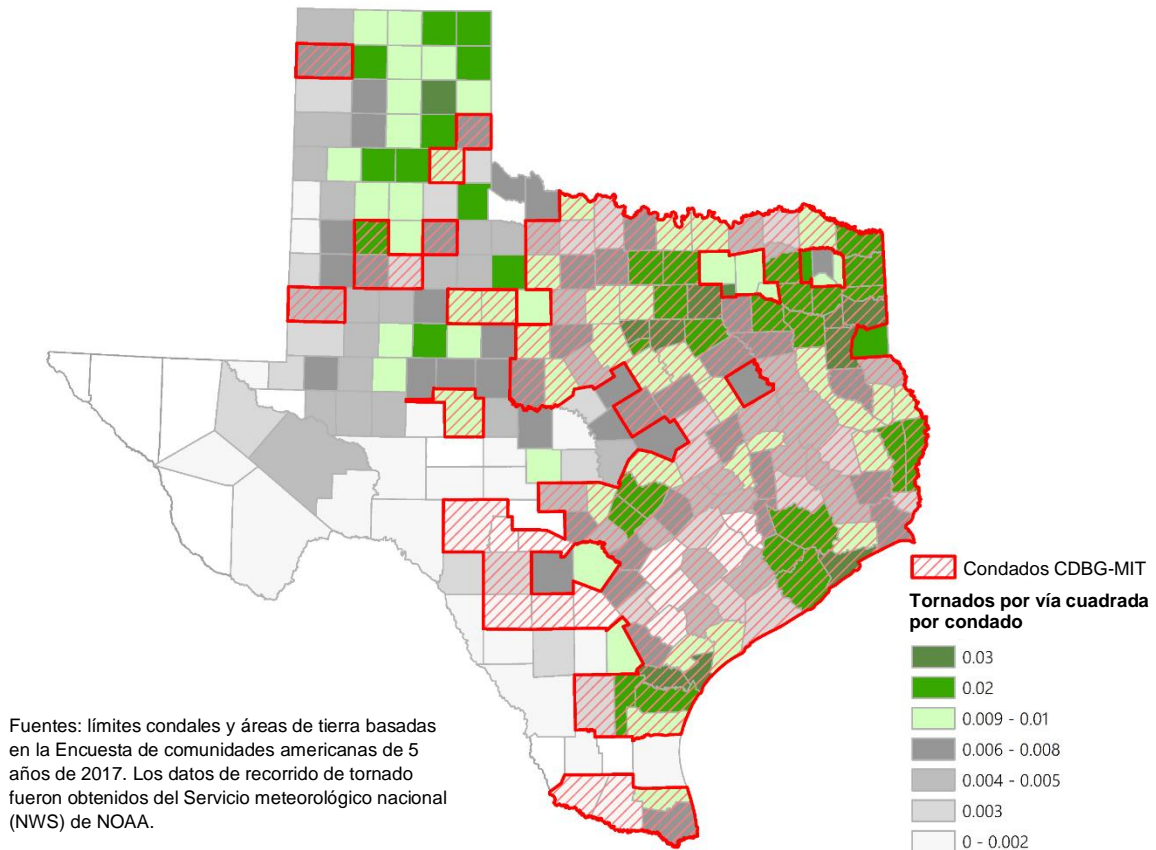 Condados CDBG-MIT
Tornados por vía cuadrada
por condado
0.03
0.02
0.009 - 0.01
0.006 - 0.008
0.004 - 0.005
0.003
0 - 0.002
Fuentes: límites condales y áreas de tierra basadas
en la Encuesta de comunidades americanas de 5
años de 2017. Los datos de recorrido de tornado
fueron obtenidos del Servicio meteorológico nacional
(NWS) de NOAA.